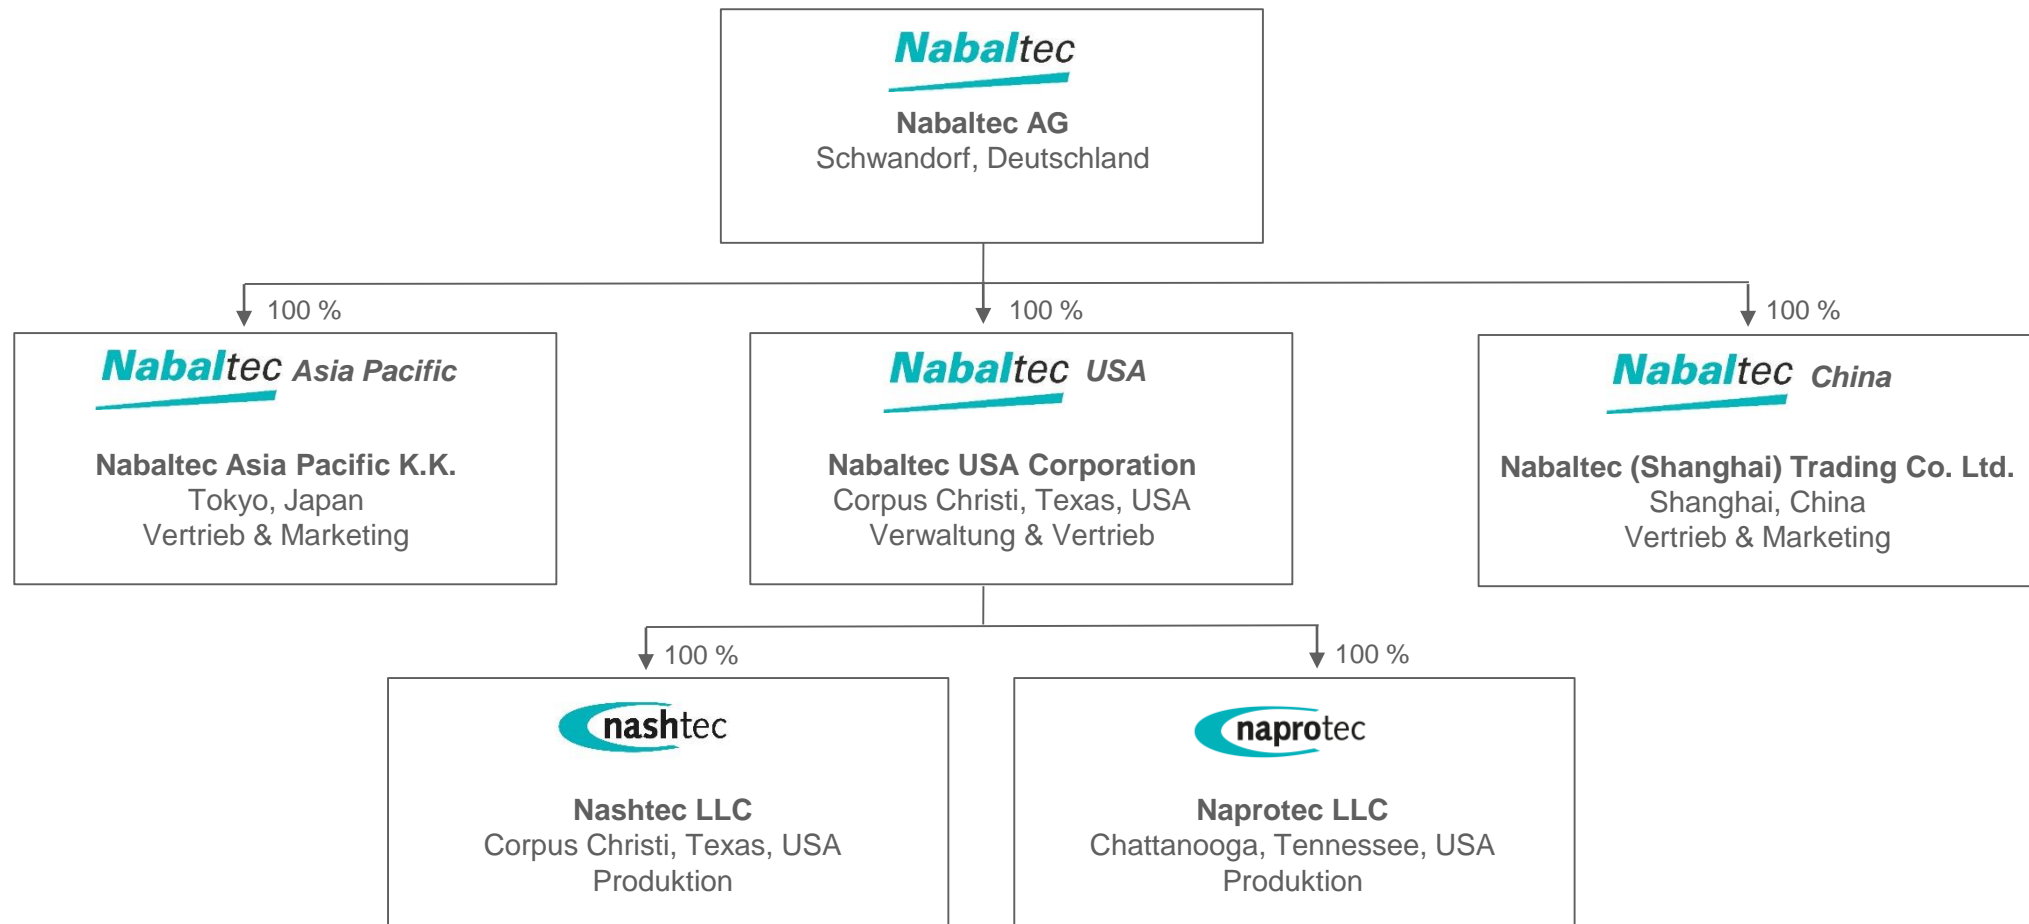 Nabaltec
Nabaltec AG
Schwandorf, Deutschland
100 %
100 %
100 %
Nabaltec Asia Pacific
Nabaltec Asia Pacific K.K.
Tokyo, Japan
Vertrieb & Marketing
Nabaltec USA
Nabaltec USA Corporation
Corpus Christi, Texas, USA
Verwaltung & Vertrieb
Nabaltec China
Nabaltec (Shanghai) Trading Co. Ltd.
Shanghai, China
Vertrieb & Marketing
100 %
100 %
nashtec
Nashtec LLC
Corpus Christi, Texas, USA
Produktion
naprotec
Naprotec LLC
Chattanooga, Tennessee, USA
Produktion